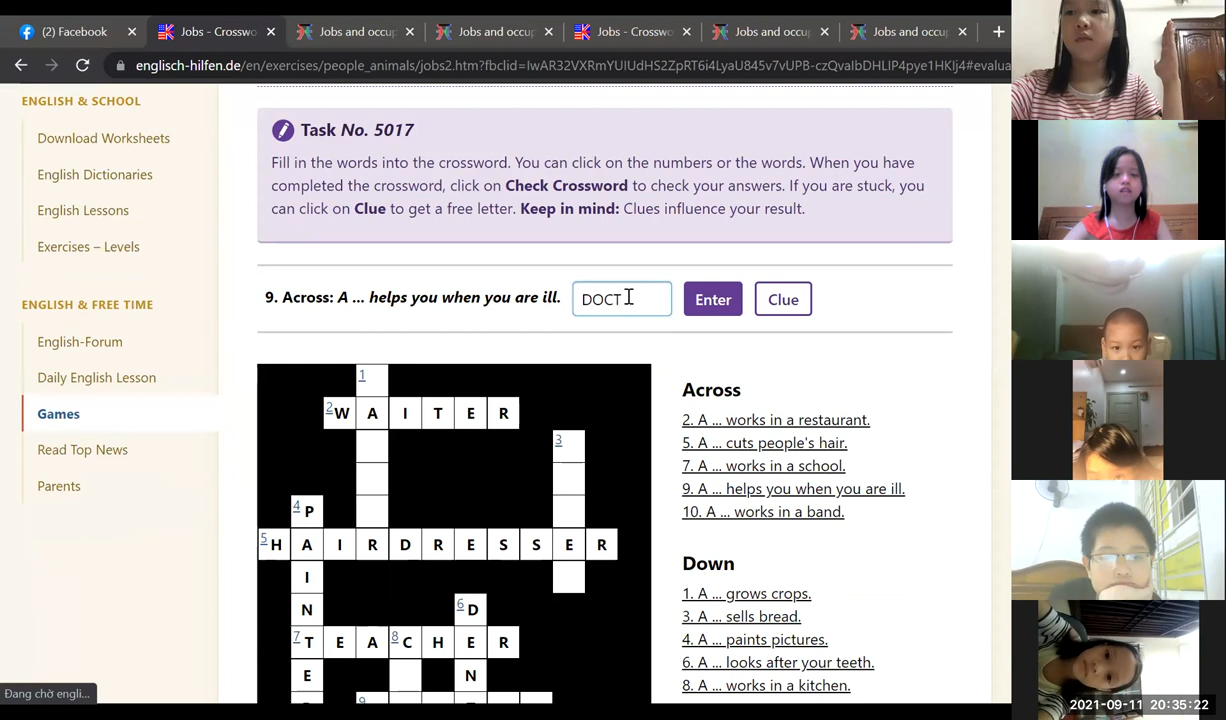 (2) Facebook
Jobs - Crosswo
Jobs and occup
Jobs and occup
Jobs - Crosswo
Jobs and occup
Jobs and occup
englisch-hilfen.de/en/exercises/people_animals/jobs2.htm?fbclid=IwAR32VXRmYUIUdHS2ZpRT6i4LyaU845v7vUPB-czQvaIbDHLIP4pye1HKIj4#evalua
ENGLISH & SCHOOL
Download Worksheets
English Dictionaries
English Lessons
Exercises – Levels
ENGLISH & FREE TIME
English-Forum
Daily English Lesson
Games
Read Top News
Parents
Task No. 5017
Fill in the words into the crossword. You can click on the numbers or the words. When you have
completed the crossword, click on Check Crossword to check your answers. If you are stuck, you
can click on Clue to get a free letter. Keep in mind: Clues influence your result.
9. Across: A ... helps you when you are ill.
DOCT
Enter
Clue
1
2 W A I T E R
3
4 P
5 H A I R D R E S S E R
I
N
6 D
7 T E A 8 C H E R
E
N
9
Across
2. A ... works in a restaurant.
5. A ... cuts people's hair.
7. A ... works in a school.
9. A ... helps you when you are ill.
10. A ... works in a band.
Down
1. A ... grows crops.
3. A ... sells bread.
4. A ... paints pictures.
6. A ... looks after your teeth.
8. A ... works in a kitchen.
Đang chờ engli...
2021-09-11 20:35:22